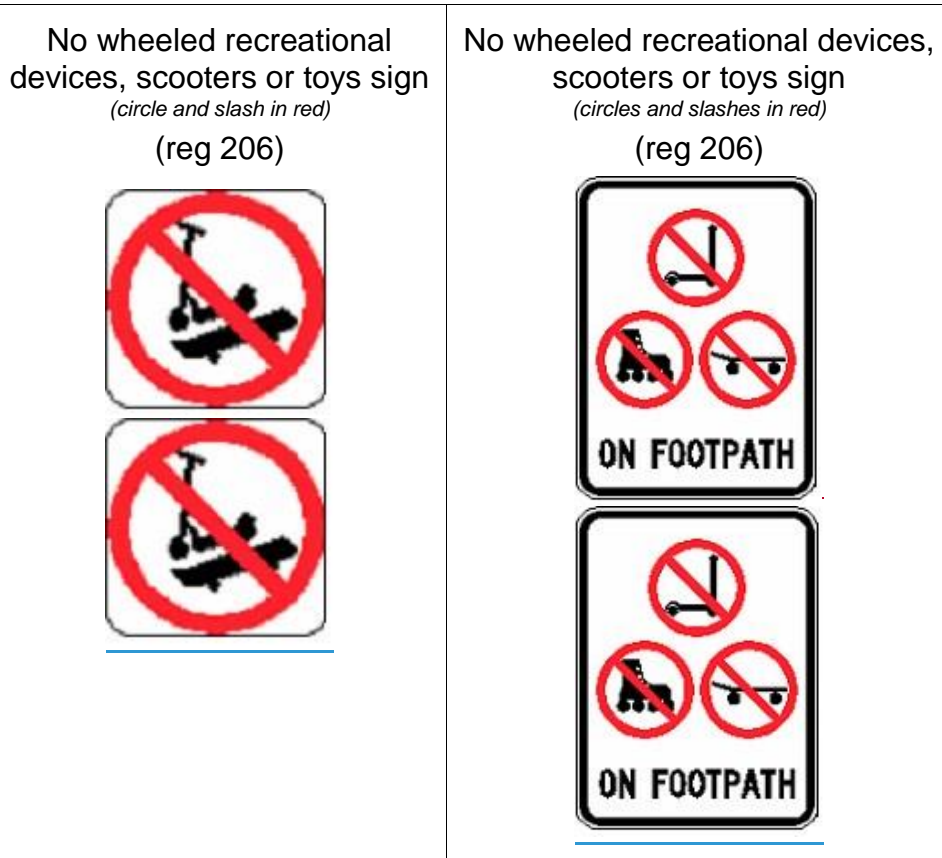 No wheeled recreational
devices, scooters or toys sign
(circle and slash in red)
(reg 206)
No wheeled recreational devices,
scooters or toys sign
(circles and slashes in red)
(reg 206)
ON FOOTPATH
ON FOOTPATH